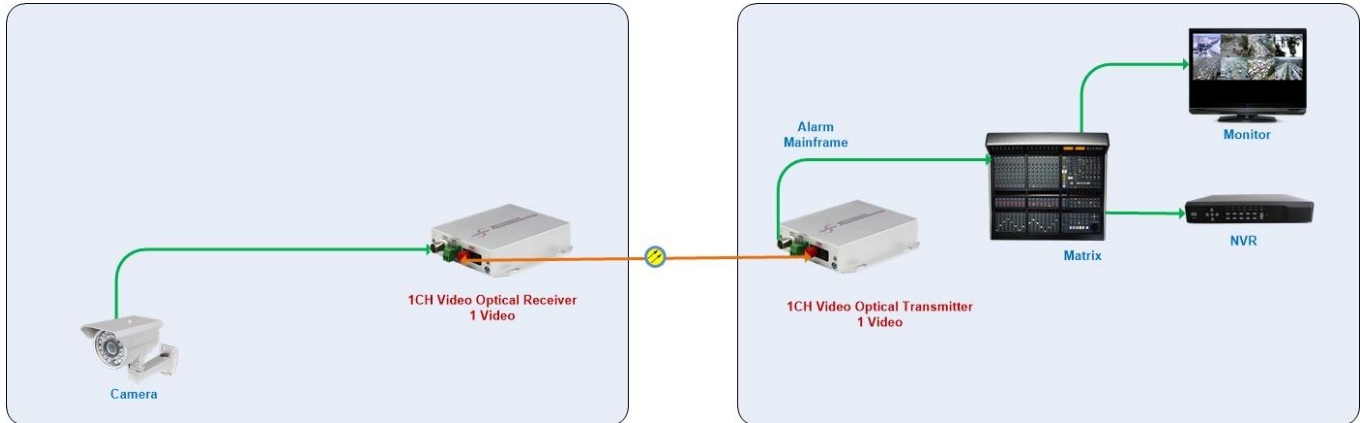 Camera
1CH Video Optical Receiver
1 Video
Alarm
Mainframe
1CH Video Optical Transmitter
1 Video
Matrix
Monitor
NVR